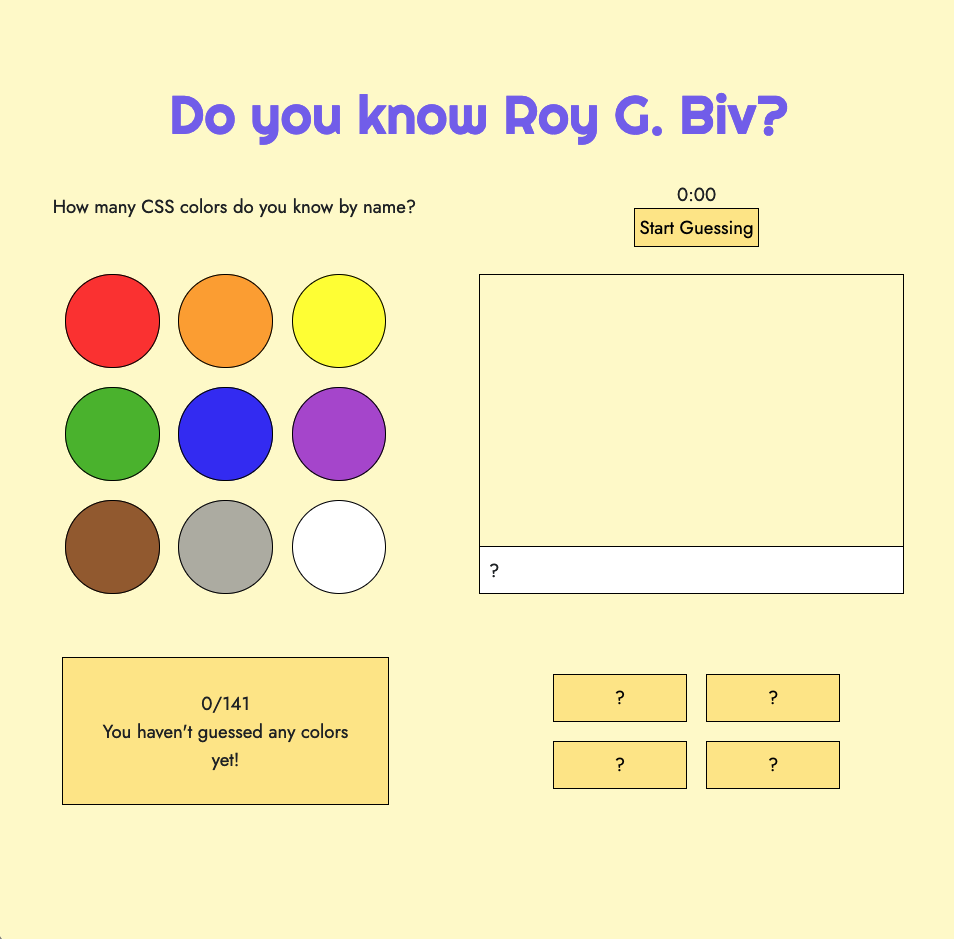 Do you know Roy G. Biv?
How many CSS colors do you know by name?
0:00
Start Guessing
?
0/141
You haven't guessed any colors
yet!
?
?
?
?